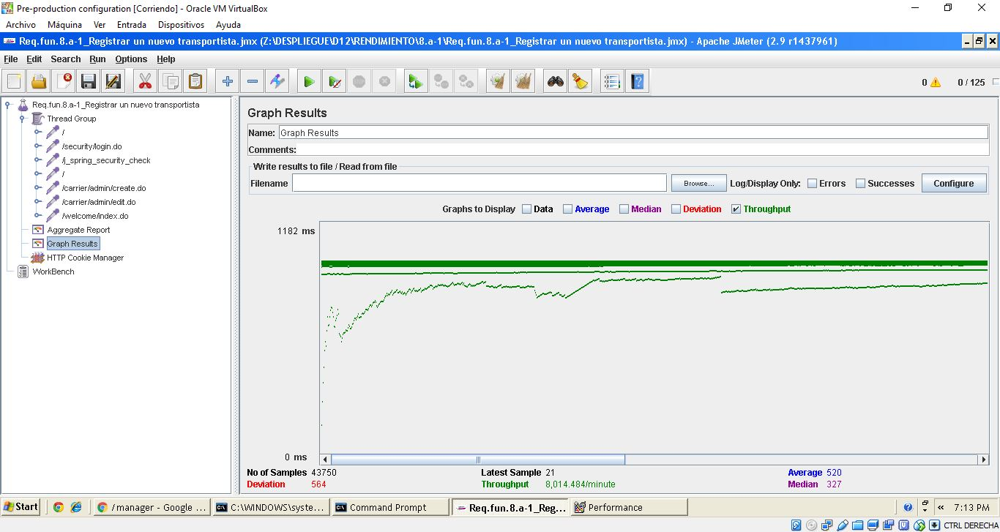 Pre-production configuration [Corriendo] - Oracle VM VirtualBox
Archivo Máquina Ver Entrada Dispositivos Ayuda
Req.fun.8.a-1_Registrar un nuevo transportista.jmx (Z:\DESPLIEGUE\D12\RENDIMIENTO\8.a-1\Req.fun.8.a-1_Registrar un nuevo transportista.jmx) - Apache JMeter (2.9 r1437961)
File Edit Search Run Options Help
0 0 / 125
Req.fun.8.a-1_Registrar un nuevo transportista
Thread Group
/
/security/login.do
/j_spring_security_check
/
/carrier/admin/create.do
/carrier/admin/edit.do
/welcome/index.do
Aggregate Report
Graph Results
HTTP Cookie Manager
WorkBench
Graph Results
Name: Graph Results
Comments:
Write results to file / Read from file
Filename Browse... Log/Display Only: Errors Successes Configure
Graphs to Display Data Average Median Deviation Throughput
1182 ms
0 ms
No of Samples 43750 Latest Sample 21 Average 520
Deviation 564 Throughput 8,014.484/minute Median 327
Start /manager - Google ... C:\WINDOWS\syste... Command Prompt Req.fun.8.a-1_Reg... Performance « 7:13 PM
CTRL DERECHA